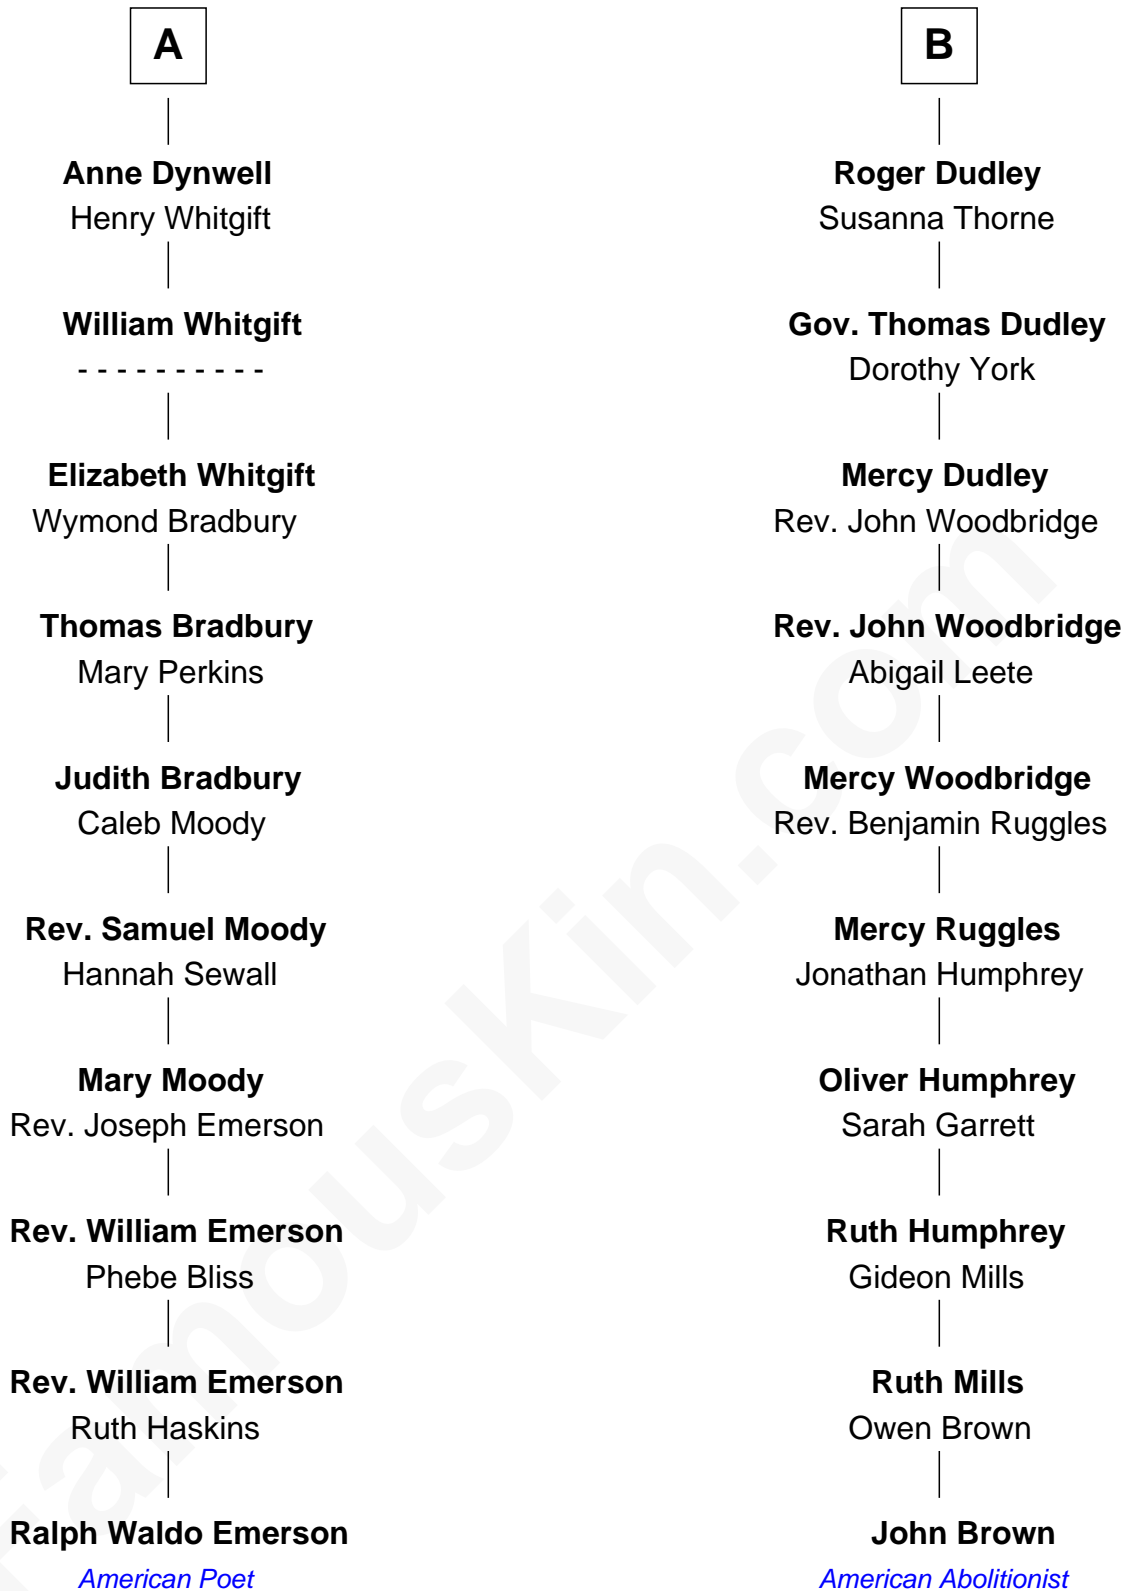 A
Anne Dynwell
Henry Whitgift
William Whitgift
- - - - - - - - - -
Elizabeth Whitgift
Wymond Bradbury
Thomas Bradbury
Mary Perkins
Judith Bradbury
Caleb Moody
Rev. Samuel Moody
Hannah Sewall
Mary Moody
Rev. Joseph Emerson
Rev. William Emerson
Phebe Bliss
Rev. William Emerson
Ruth Haskins
Ralph Waldo Emerson
American Poet
B
Roger Dudley
Susanna Thorne
Gov. Thomas Dudley
Dorothy York
Mercy Dudley
Rev. John Woodbridge
Rev. John Woodbridge
Abigail Leete
Mercy Woodbridge
Rev. Benjamin Ruggles
Mercy Ruggles
Jonathan Humphrey
Oliver Humphrey
Sarah Garrett
Ruth Humphrey
Gideon Mills
Ruth Mills
Owen Brown
John Brown
American Abolitionist
FamousKin.com